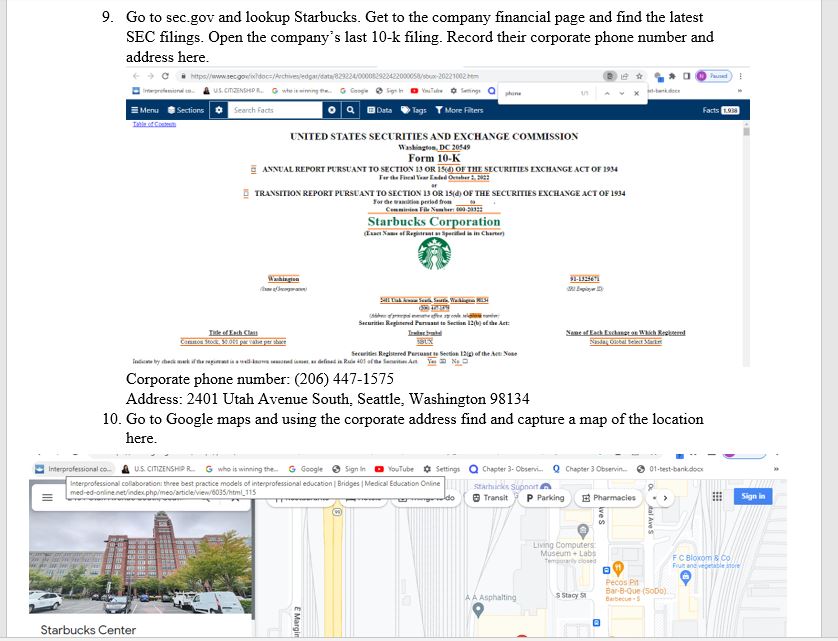 9. Go to sec.gov and lookup Starbucks. Get to the company financial page and find the latest
SEC filings. Open the company's last 10-k filing. Record their corporate phone number and
address here.
https://www.sec.gov/ix?doc=/Archives/edgar/data/829224/000082922422000058/sbux-20221002.htm
Paused
Interprofessional co... U.S. CITIZENSHIP R... who is winning the... Google Sign In YouTube Settings
phone 1/1
st-bank.docx
Menu Sections Search Facts Data Tags More Filters Facts 1,938
Table of Contents
UNITED STATES SECURITIES AND EXCHANGE COMMISSION
Washington, DC 20549
Form 10-K
ANNUAL REPORT PURSUANT TO SECTION 13 OR 15(d) OF THE SECURITIES EXCHANGE ACT OF 1934
For the Fiscal Year Ended October 2, 2022
or
TRANSITION REPORT PURSUANT TO SECTION 13 OR 15(d) OF THE SECURITIES EXCHANGE ACT OF 1934
For the transition period from to .
Commission File Number: 000-20322
Starbucks Corporation
(Exact Name of Registrant as Specified in its Charter)
Washington 91-1325671
(State of Incorporation) (IRS Employer ID)
2401 Utah Avenue South, Seattle, Washington 98134
(206) 447-1575
(Address of principal executive office, zip code, telephone number)
Securities Registered Pursuant to Section 12(b) of the Act:
Title of Each Class Trading Symbol Name of Each Exchange on Which Registered
Common Stock, $0.001 par value per share SBUX Nasdaq Global Select Market
Securities Registered Pursuant to Section 12(g) of the Act: None
Indicate by check mark if the registrant is a well-known seasoned issuer, as defined in Rule 405 of the Securities Act. Yes No
Corporate phone number: (206) 447-1575
Address: 2401 Utah Avenue South, Seattle, Washington 98134
10. Go to Google maps and using the corporate address find and capture a map of the location
here.
Interprofessional co... U.S. CITIZENSHIP R... who is winning the... Google Sign In YouTube Settings Chapter 3- Observi... Chapter 3 Observin... 01-test-bank.docx
Interprofessional collaboration: three best practice models of interprofessional education | Bridges | Medical Education Online
med-ed-online.net/index.php/meo/article/view/6035/html_115
Starbucks Support
Transit Parking Pharmacies Sign in
99
Living Computers:
Museum + Labs
Temporarily closed
F C Bloxom & Co
Fruit and vegetable store
Pecos Pit
Bar-B-Que (SoDo)
Barbecue • $
S Stacy St
A A Asphalting
E Margin
Starbucks Center